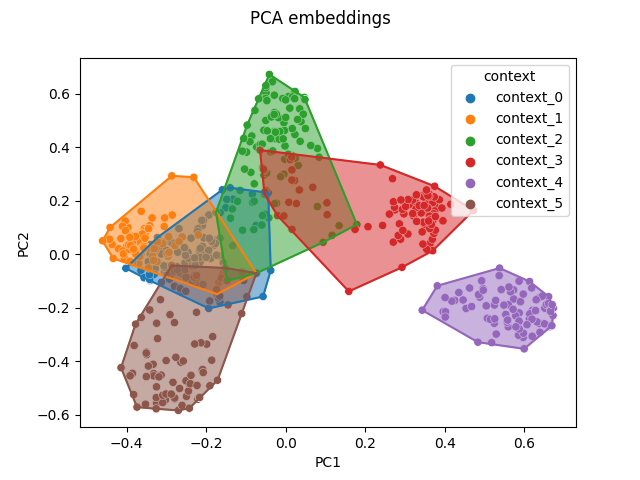 PCA embeddings
context
context_0
context_1
context_2
context_3
context_4
context_5
PC2
0.6
0.4
0.2
0.0
−0.2
−0.4
−0.6
−0.4
−0.2
0.0
0.2
0.4
0.6
PC1